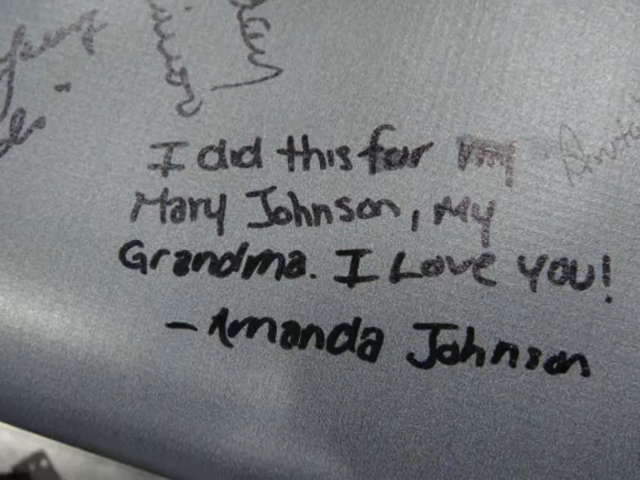 I did this for my
Mary Johnson, My
Grandma. I Love you!
- Amanda Johnson